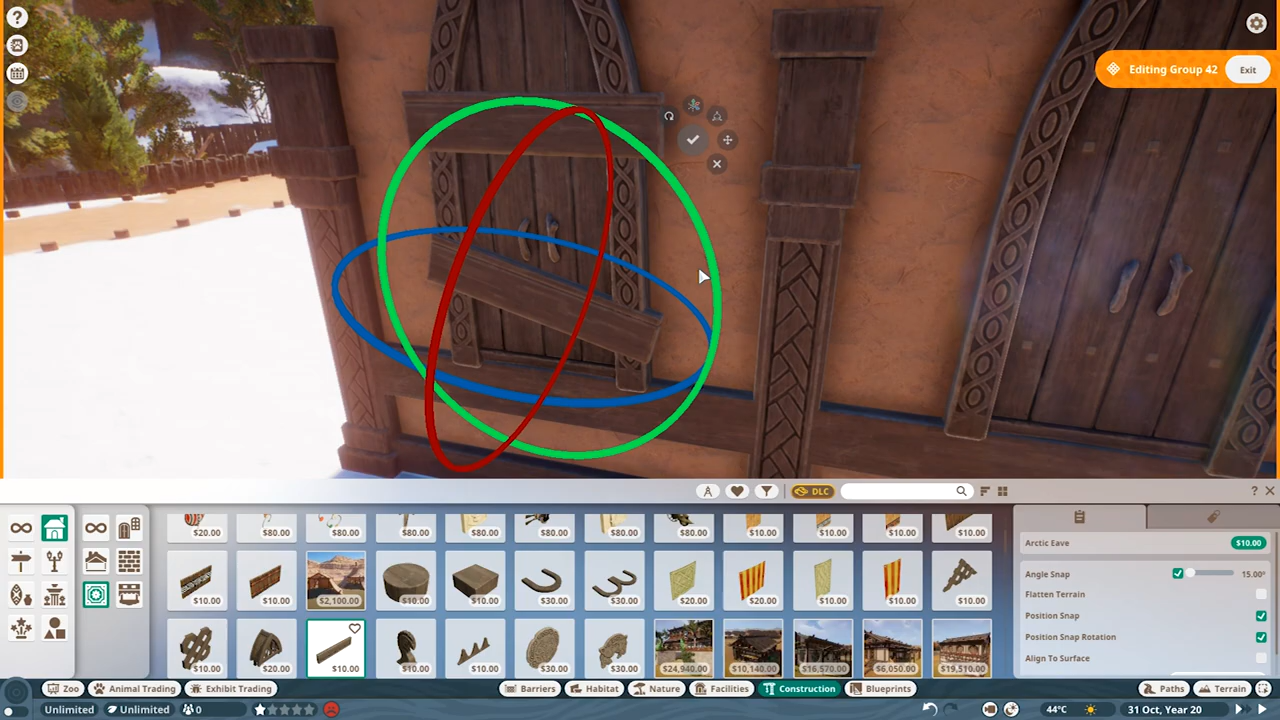 ?
Editing Group 42
Exit
DLC
? ×
$20.00 $80.00 $80.00 $80.00 $80.00 $80.00 $80.00 $80.00 $10.00 $10.00 $10.00 $10.00
$10.00 $10.00 $2,100.00 $10.00 $10.00 $30.00 $30.00 $20.00 $20.00 $10.00 $10.00 $10.00
$10.00 $20.00 $10.00 $10.00 $10.00 $30.00 $30.00 $24,940.00 $10,140.00 $16,570.00 $6,050.00 $19,510.00
Arctic Eave $10.00
Angle Snap 15.00°
Flatten Terrain
Position Snap
Position Snap Rotation
Align To Surface
Zoo Animal Trading Exhibit Trading Barriers Habitat Nature Facilities Construction Blueprints Paths Terrain
Unlimited Unlimited 0 44°C 31 Oct, Year 20